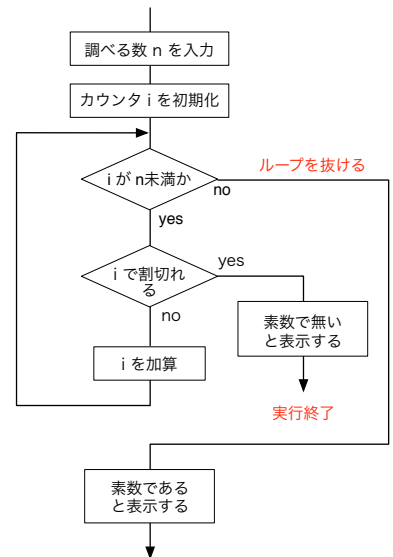 調べる数 n を入力
カウンタ i を初期化
i が n未満か
no
ループを抜ける
yes
i で割切れ
る
yes
no
素数で無い
と表示する
i を加算
実行終了
素数である
と表示する